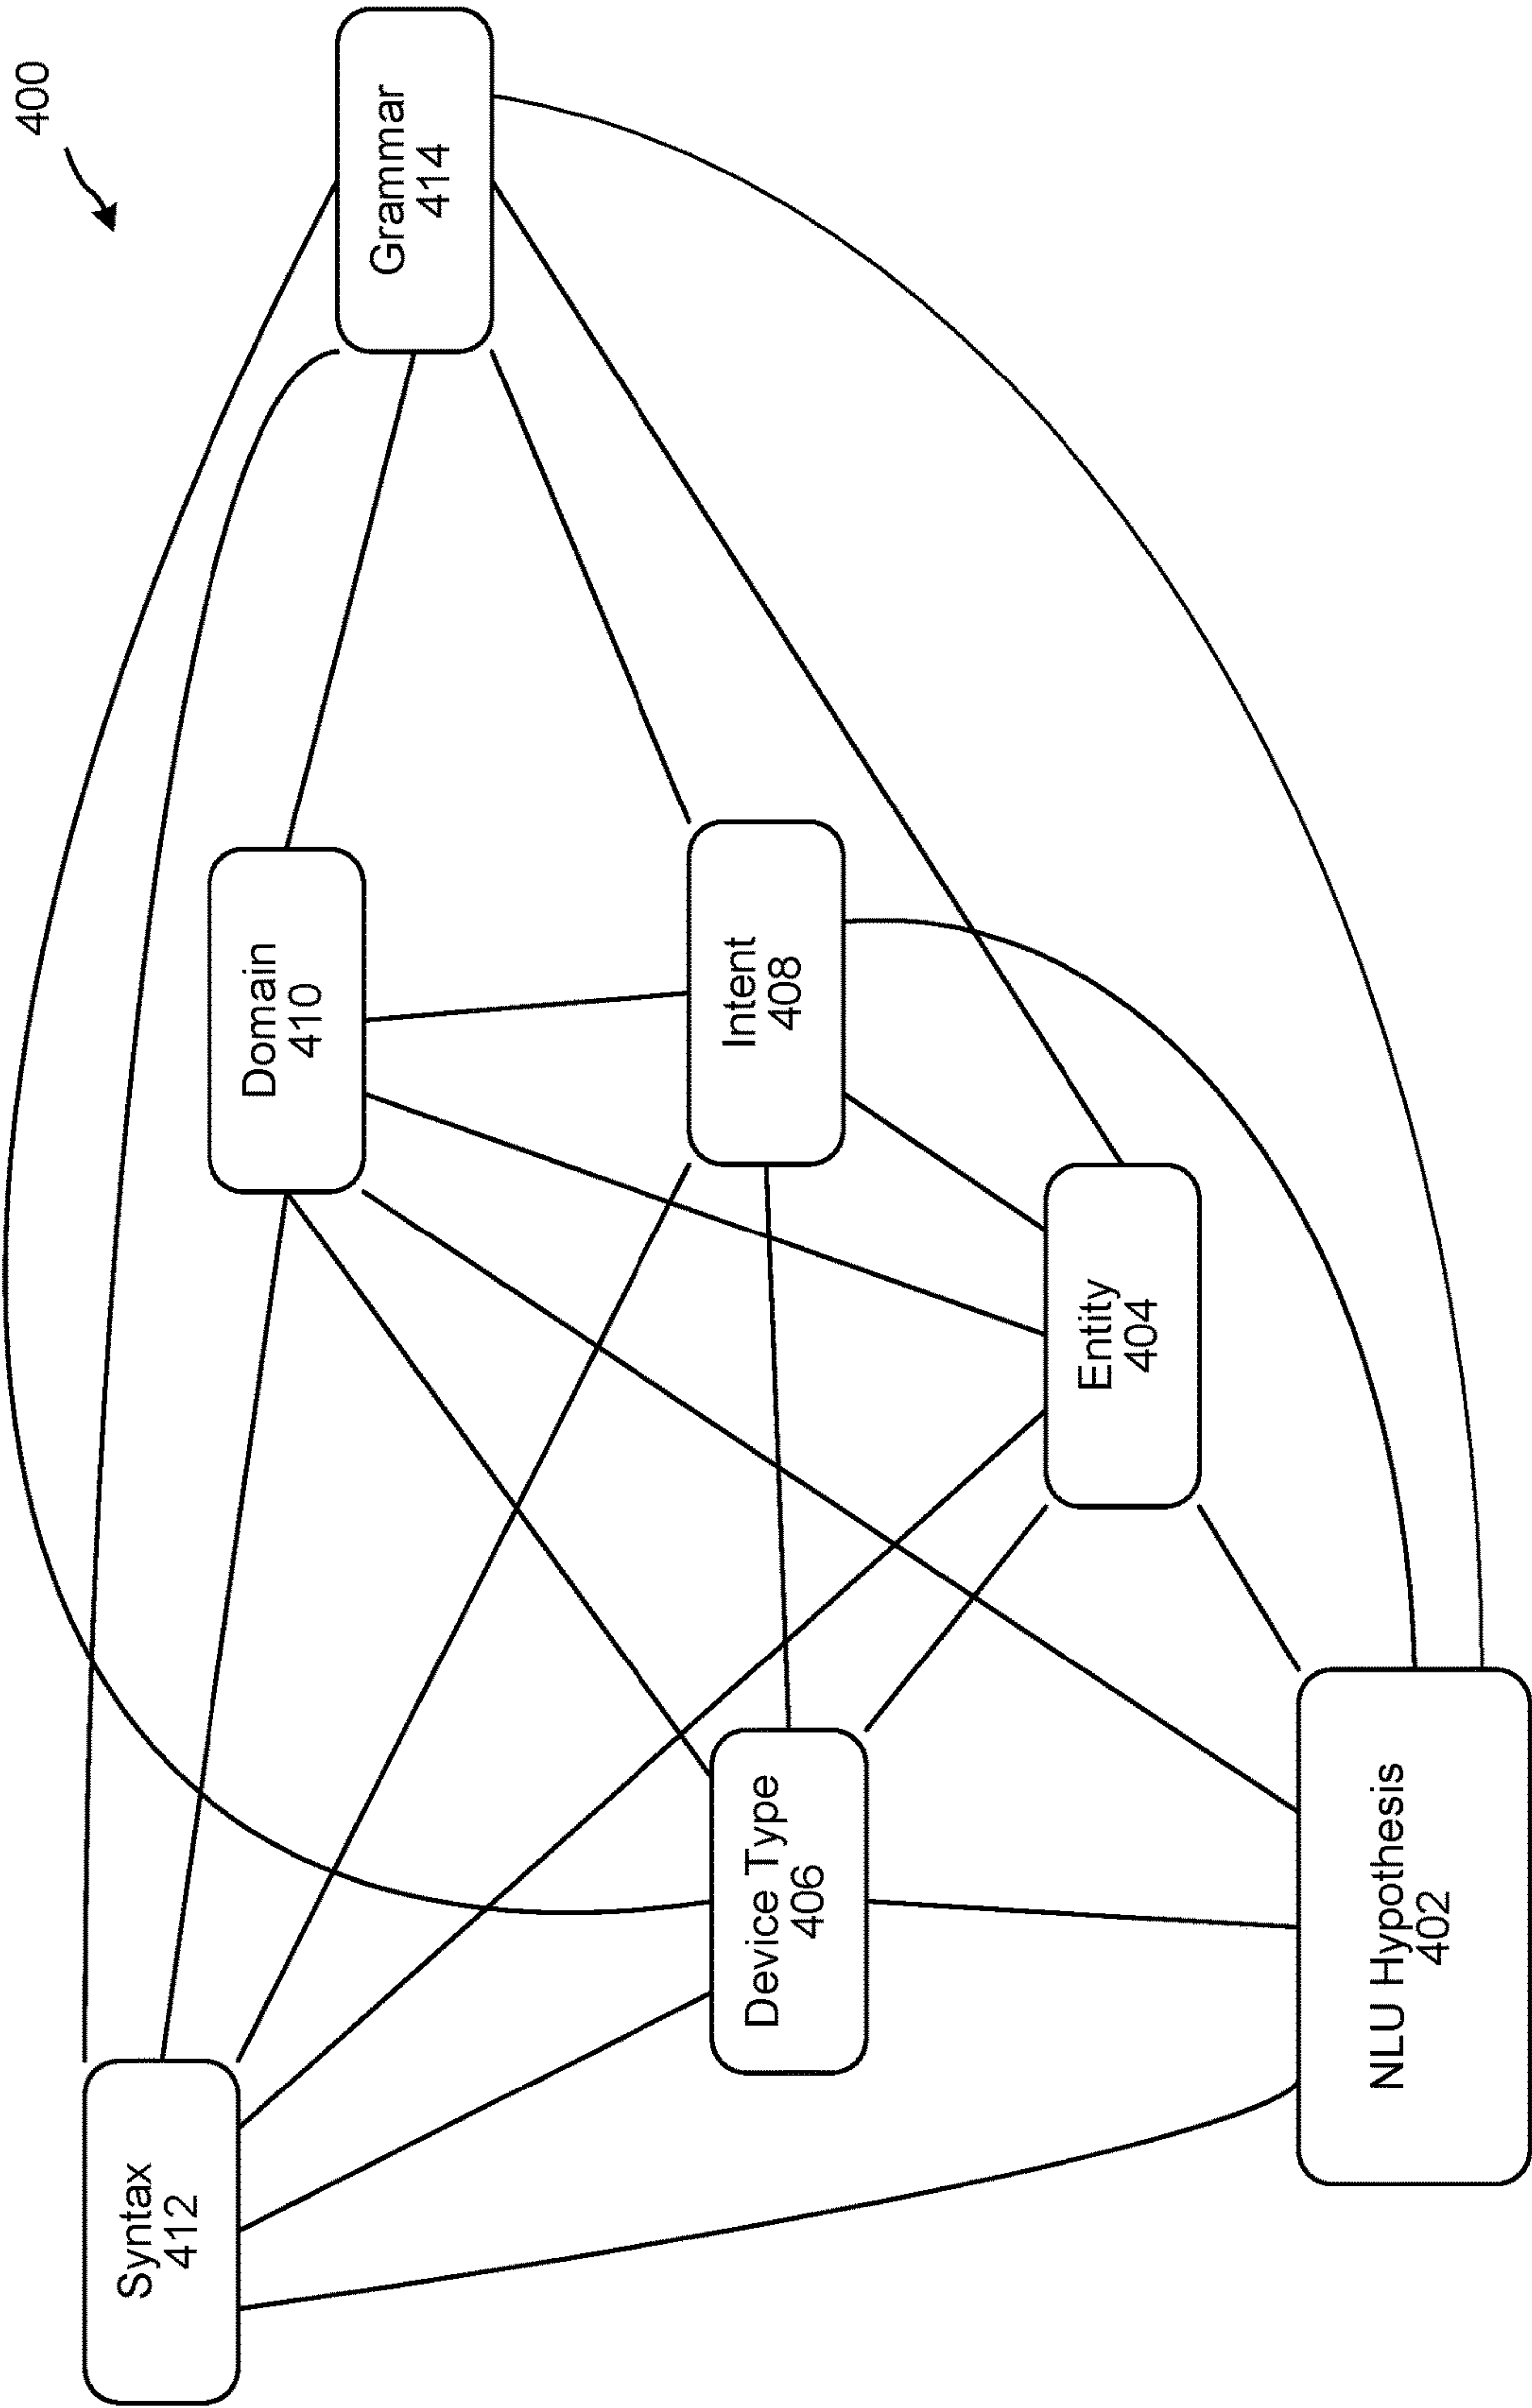 400
Syntax
412
Domain
410
Grammar
414
Device Type
406
Intent
408
Entity
404
NLU Hypothesis
402